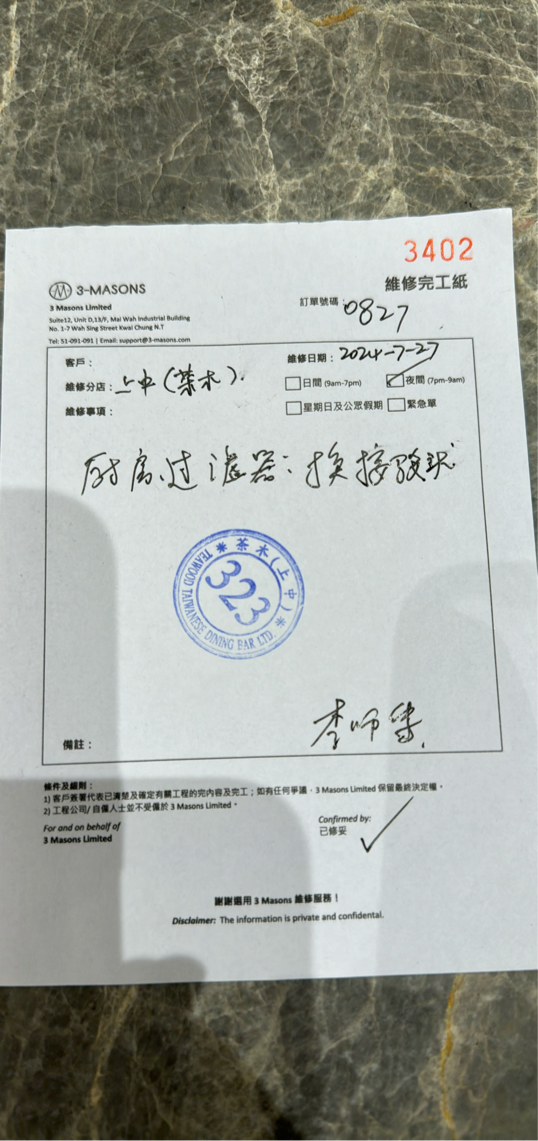 3402
3-MASONS
維修完工紙
3 Masons Limited
訂單號碼：0827
Suite12, Unit D,13/F, Mai Wah Industrial Building
No. 1-7 Wah Sing Street Kwai Chung N.T
Tel: 51-091-091 | Email: support@3-masons.com
客戶：
維修日期：2024-7-27
維修分店：上中(茶木).
日間 (9am-7pm) 夜間 (7pm-9am)
維修事項：
星期日及公眾假期 緊急單
厨房过滤器：换接驳
茶木(上中)
323
TEAWOOD TAIWANESE DINING BAR LTD.
李师傅
備註：
條件及細則：
1) 客戶簽署代表已清楚及確定有關工程的完內容及完工；如有任何爭議，3 Masons Limited 保留最終決定權。
2) 工程公司/ 自僱人士並不受僱於 3 Masons Limited。
For and on behalf of
3 Masons Limited
Confirmed by:
已修妥
謝謝選用 3 Masons 維修服務！
Disclaimer: The information is private and confidental.